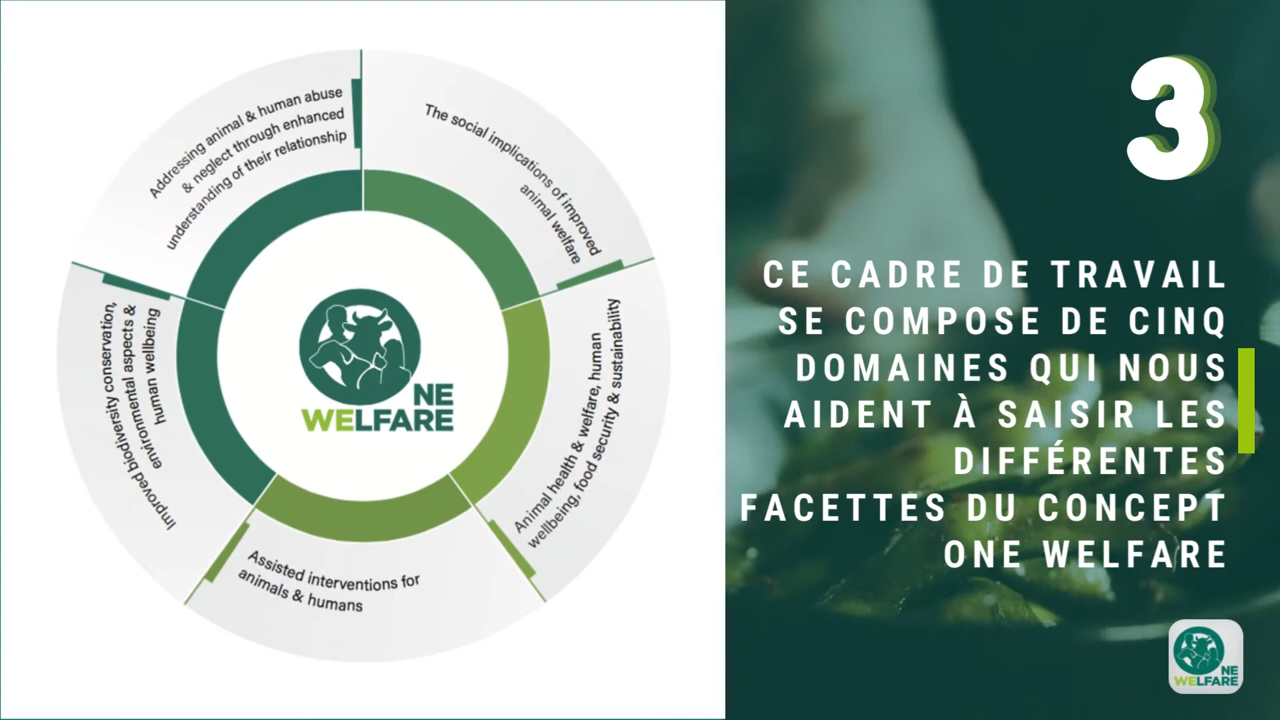 Addressing animal & human abuse
& neglect through enhanced
understanding of their relationship
The social implications of improved
animal welfare
Animal health & welfare, human
wellbeing, food security & sustainability
Assisted interventions for
animals & humans
Improved biodiversity conservation,
environmental aspects &
human wellbeing
NE
WELFARE
3
CE CADRE DE TRAVAIL
SE COMPOSE DE CINQ
DOMAINES QUI NOUS
AIDENT À SAISIR LES
DIFFÉRENTES
FACETTES DU CONCEPT
ONE WELFARE
NE
WELFARE